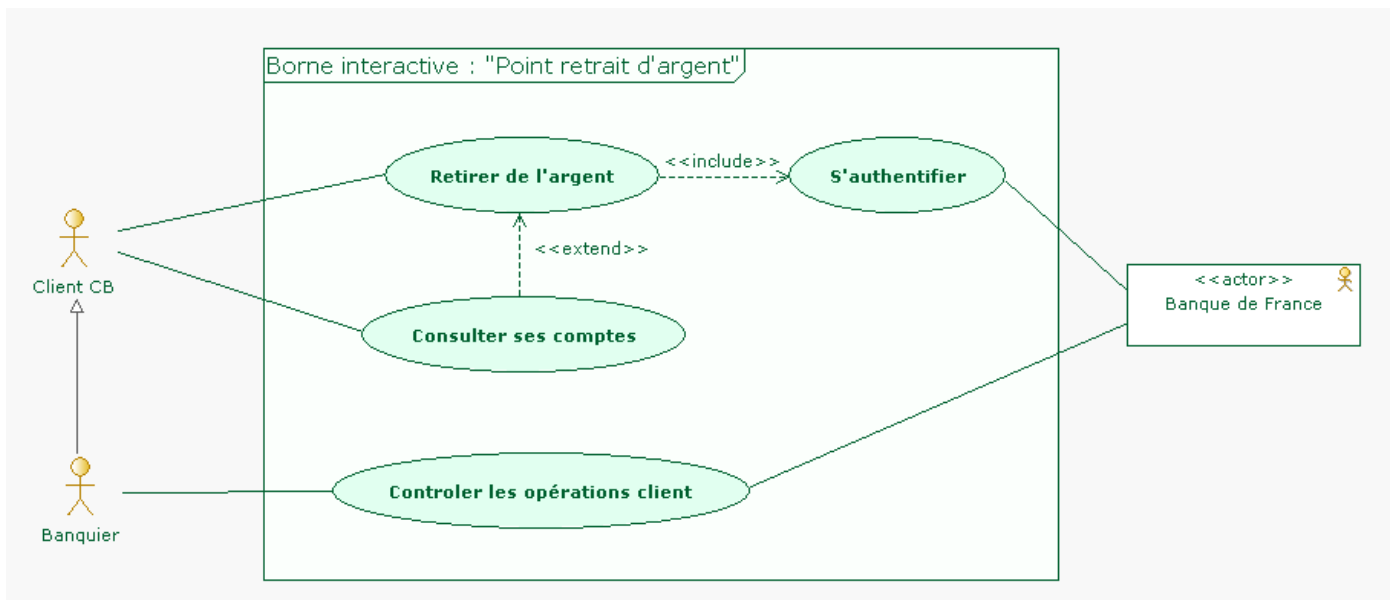 Borne interactive : "Point retrait d'argent"
Retirer de l'argent
<<include>>
S'authentifier
<<extend>>
Client CB
<<actor>>
Banque de France
Consulter ses comptes
Controler les opérations client
Banquier